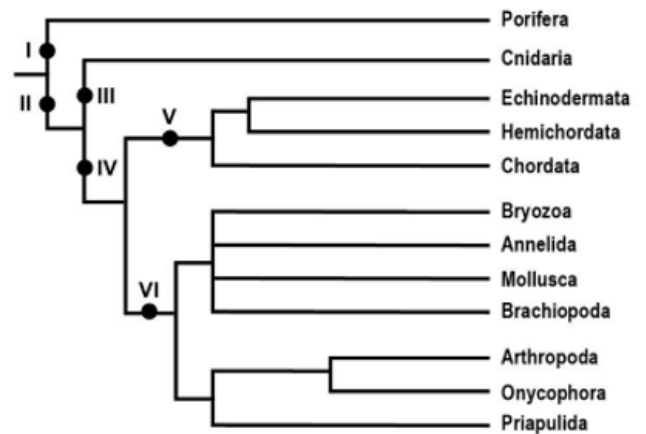 Porifera
I
Cnidaria
II
III
Echinodermata
V
Hemichordata
IV
Chordata
Bryozoa
Annelida
Mollusca
VI
Brachiopoda
Arthropoda
Onycophora
Priapulida